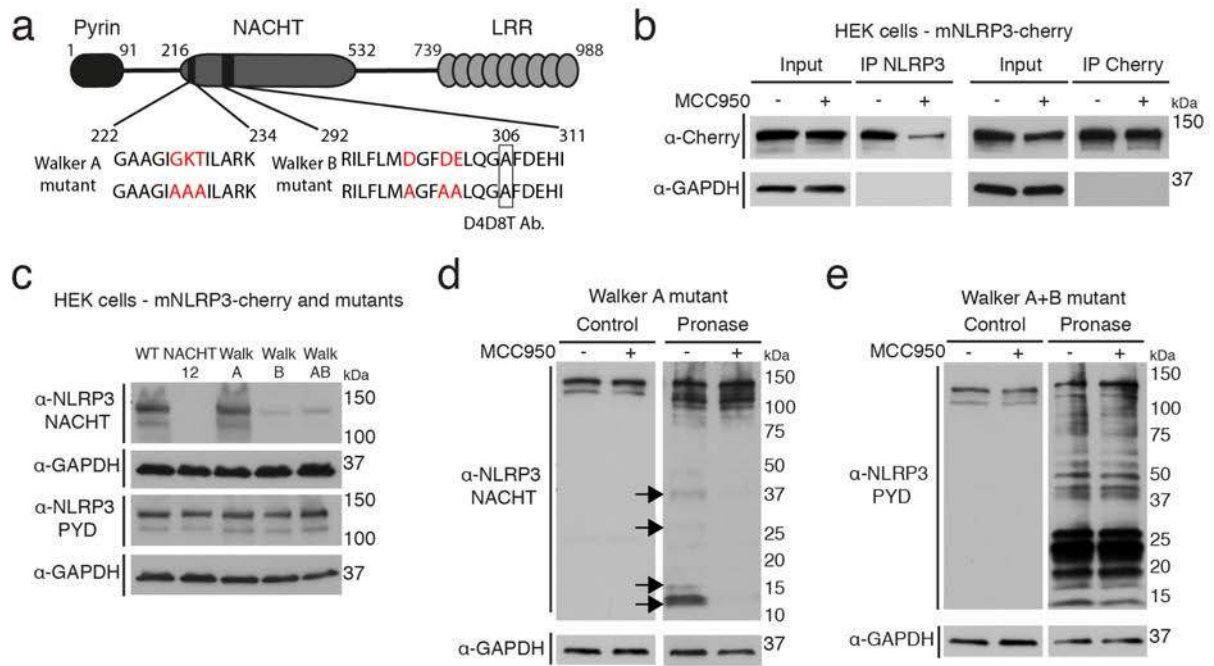 a
Pyrin NACHT LRR
1 91 216 532 739 988
222 234 292 306 311
Walker A mutant
GAAGIGKTILARK
GAAGIAAAILARK
Walker B mutant
RILFLMDGFDELQGAFDEHI
RILFLMAGFAALQGAFDEHI
D4D8T Ab.
b
HEK cells - mNLRP3-cherry
Input IP NLRP3 Input IP Cherry
MCC950 - + - + - + - + kDa
α-Cherry 150
α-GAPDH 37
c
HEK cells - mNLRP3-cherry and mutants
WT NACHT Walk Walk Walk
12 A B AB kDa
α-NLRP3 NACHT 150
100
α-GAPDH 37
α-NLRP3 PYD 150
100
α-GAPDH 37
d
Walker A mutant
Control Pronase
MCC950 - + - + kDa
150
100
75
50
α-NLRP3 NACHT
37
25
15
10
α-GAPDH 37
e
Walker A+B mutant
Control Pronase
MCC950 - + - + kDa
150
100
75
50
α-NLRP3 PYD
37
25
20
15
α-GAPDH 37